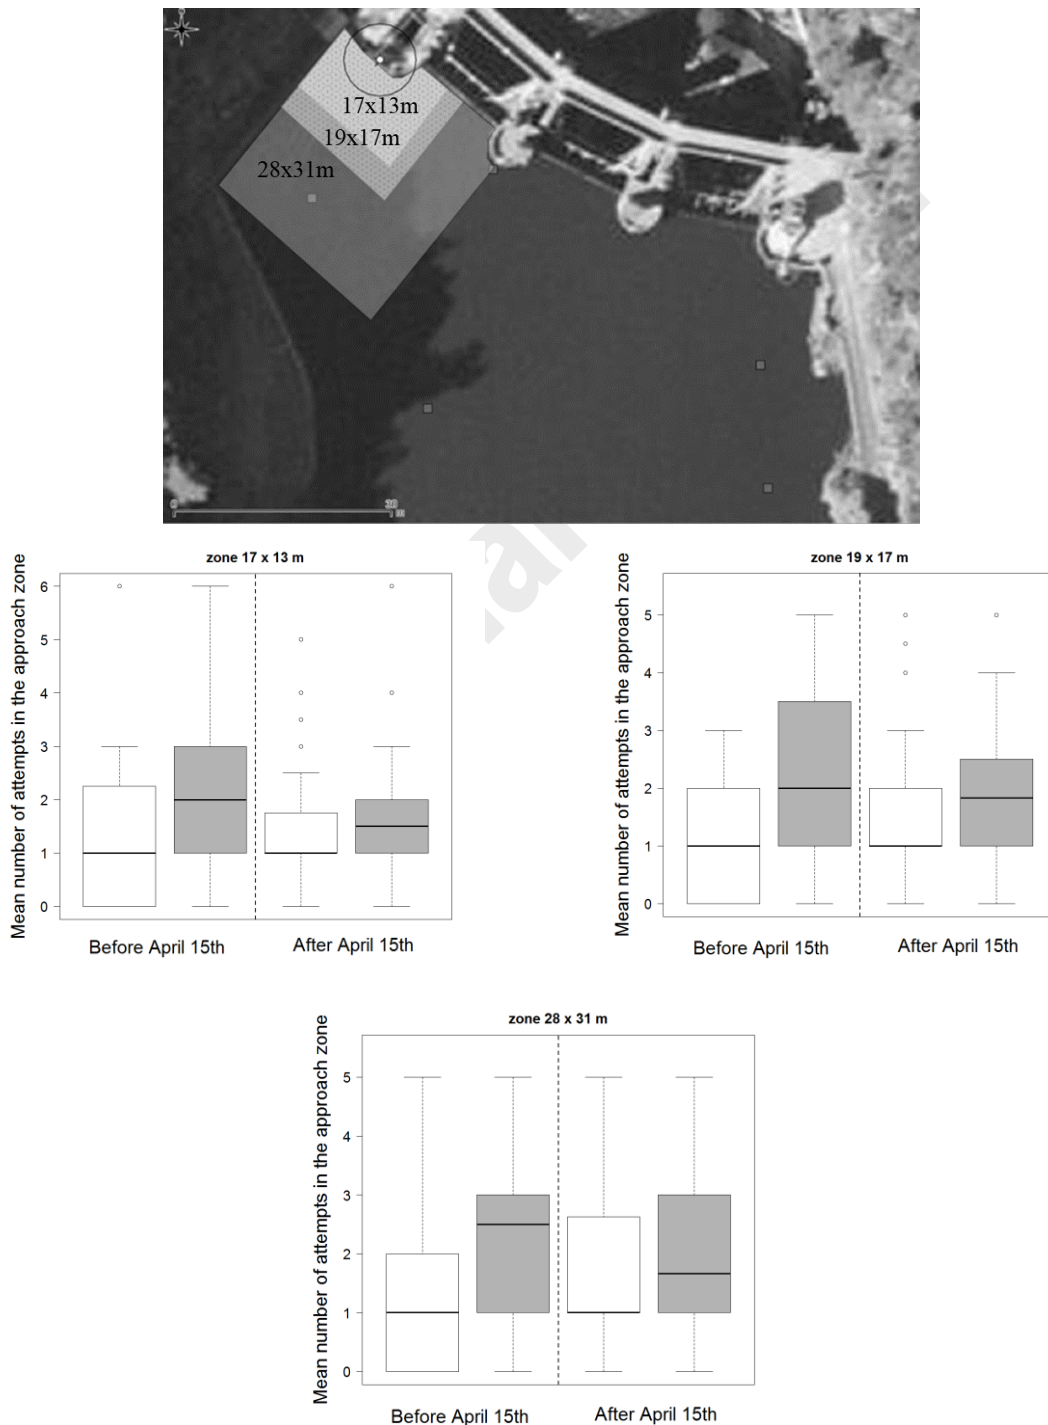 17x13m
19x17m
28x31m
0
zone 17 x 13 m
Mean number of attempts in the approach zone
6
5
4
3
2
1
0
Before April 15th
After April 15th
zone 19 x 17 m
Mean number of attempts in the approach zone
5
4
3
2
1
0
Before April 15th
After April 15th
zone 28 x 31 m
Mean number of attempts in the approach zone
5
4
3
2
1
0
Before April 15th
After April 15th